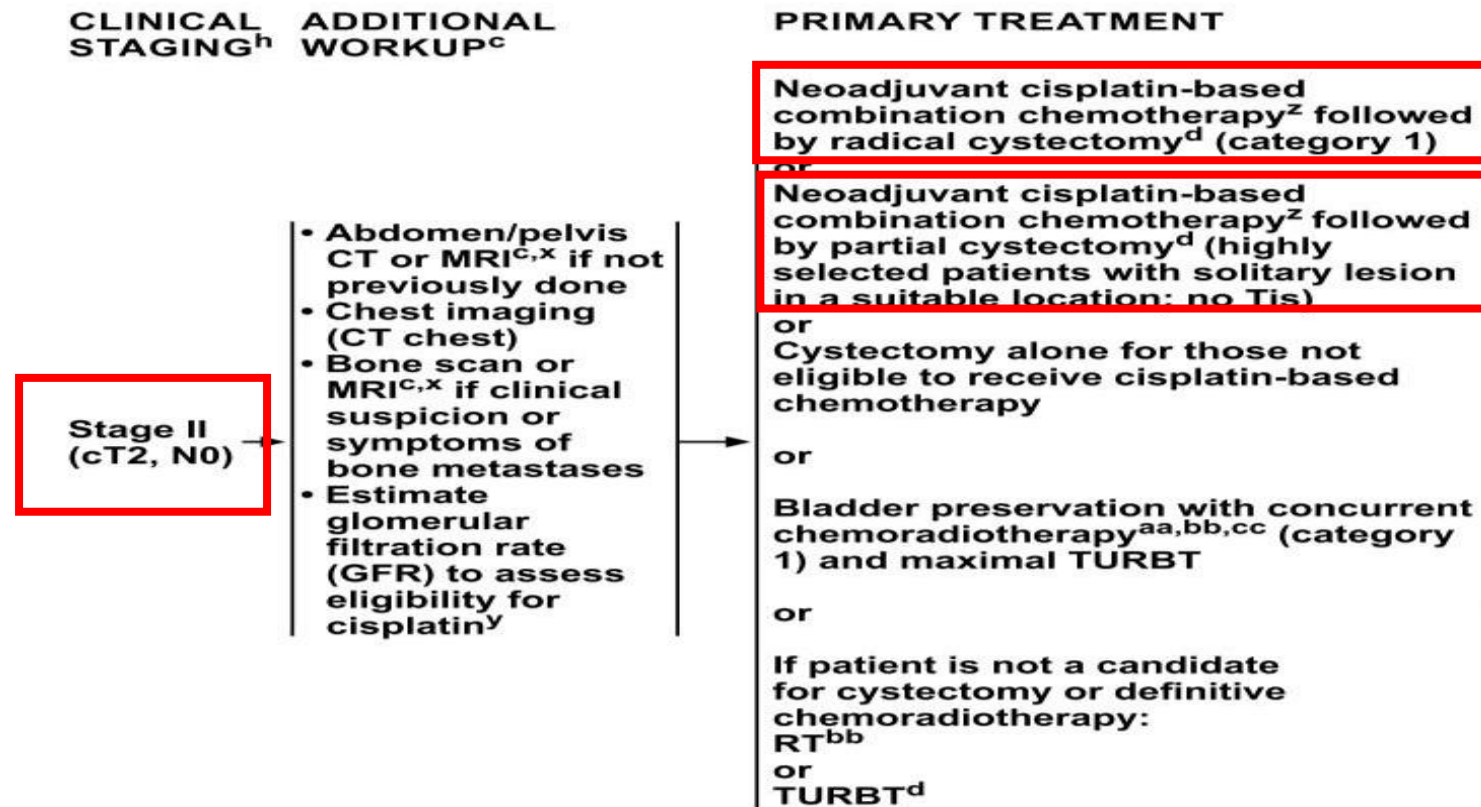 CLINICAL
STAGINGʰ
ADDITIONAL
WORKUPᶜ
PRIMARY TREATMENT
Stage II
(cT2, N0)
• Abdomen/pelvis
CT or MRIᶜ,ˣ if not
previously done
• Chest imaging
(CT chest)
• Bone scan or
MRIᶜ,ˣ if clinical
suspicion or
symptoms of
bone metastases
• Estimate
glomerular
filtration rate
(GFR) to assess
eligibility for
cisplatinʸ
Neoadjuvant cisplatin-based
combination chemotherapyᶻ followed
by radical cystectomyᵈ (category 1)
or
Neoadjuvant cisplatin-based
combination chemotherapyᶻ followed
by partial cystectomyᵈ (highly
selected patients with solitary lesion
in a suitable location; no Tis)
or
Cystectomy alone for those not
eligible to receive cisplatin-based
chemotherapy
or
Bladder preservation with concurrent
chemoradiotherapyᵃᵃ,ᵇᵇ,ᶜᶜ (category
1) and maximal TURBT
or
If patient is not a candidate
for cystectomy or definitive
chemoradiotherapy:
RTᵇᵇ
or
TURBTᵈ